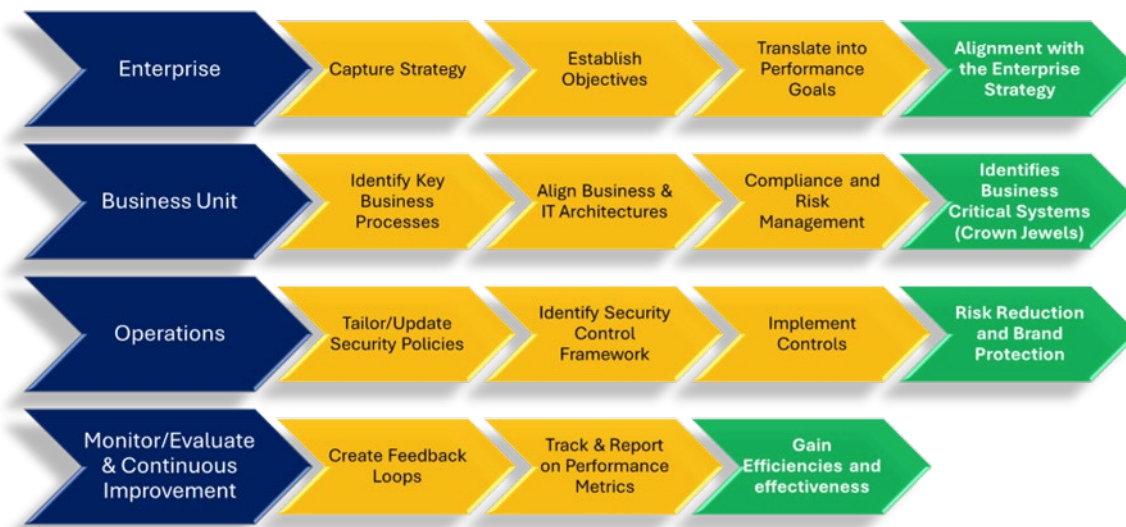 Enterprise
Capture Strategy
Establish
Objectives
Translate into
Performance
Goals
Alignment with
the Enterprise
Strategy
Business Unit
Identify Key
Business
Processes
Align Business &
IT Architectures
Compliance and
Risk
Management
Identifies
Business
Critical Systems
(Crown Jewels)
Operations
Tailor/Update
Security Policies
Identify Security
Control
Framework
Implement
Controls
Risk Reduction
and Brand
Protection
Monitor/Evaluate
& Continuous
Improvement
Create Feedback
Loops
Track & Report
on Performance
Metrics
Gain
Efficiencies and
effectiveness